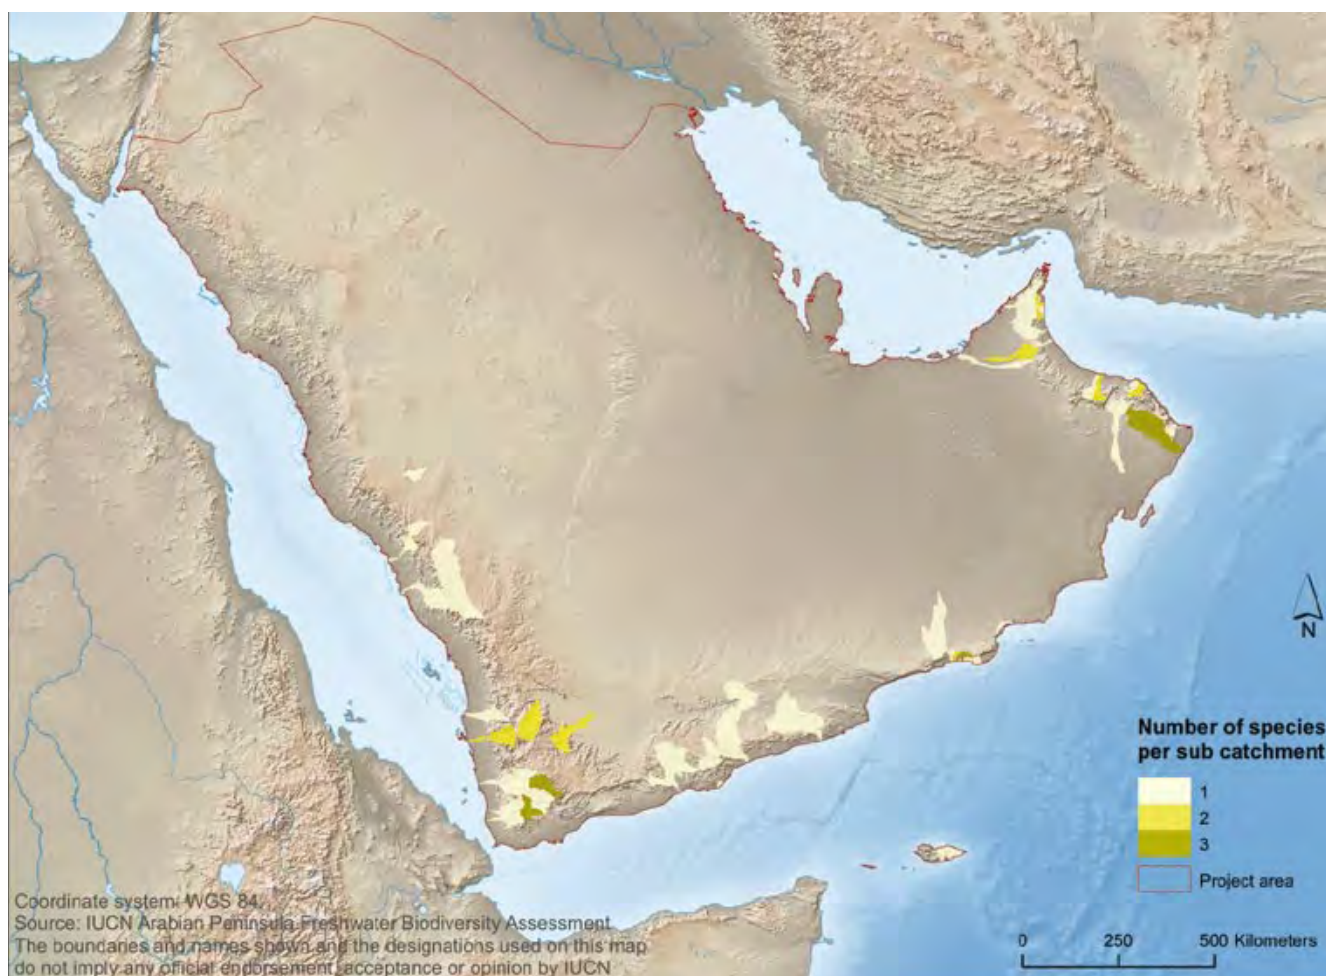 N
Number of species
per sub catchment
1
2
3
Project area
0 250 500 Kilometers
Coordinate system: WGS 84.
Source: IUCN Arabian Peninsula Freshwater Biodiversity Assessment
The boundaries and names shown and the designations used on this map
do not imply any official endorsement, acceptance or opinion by IUCN